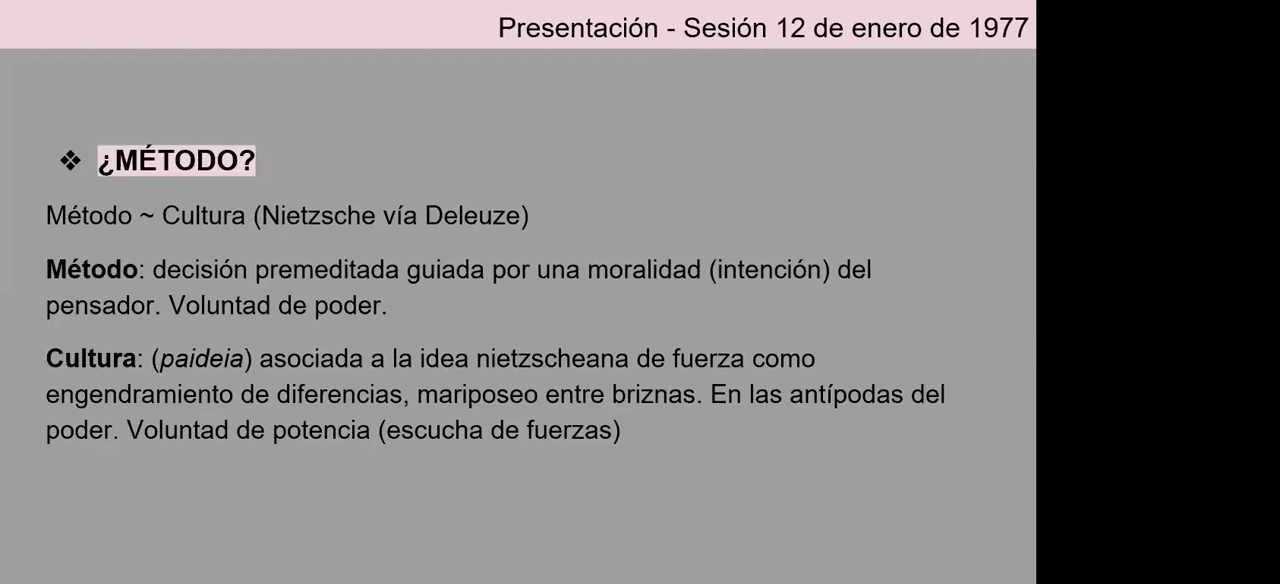 Presentación - Sesión 12 de enero de 1977
❖ ¿MÉTODO?
Método ~ Cultura (Nietzsche vía Deleuze)
Método: decisión premeditada guiada por una moralidad (intención) del
pensador. Voluntad de poder.
Cultura: (paideia) asociada a la idea nietzscheana de fuerza como
engendramiento de diferencias, mariposeo entre briznas. En las antípodas del
poder. Voluntad de potencia (escucha de fuerzas)